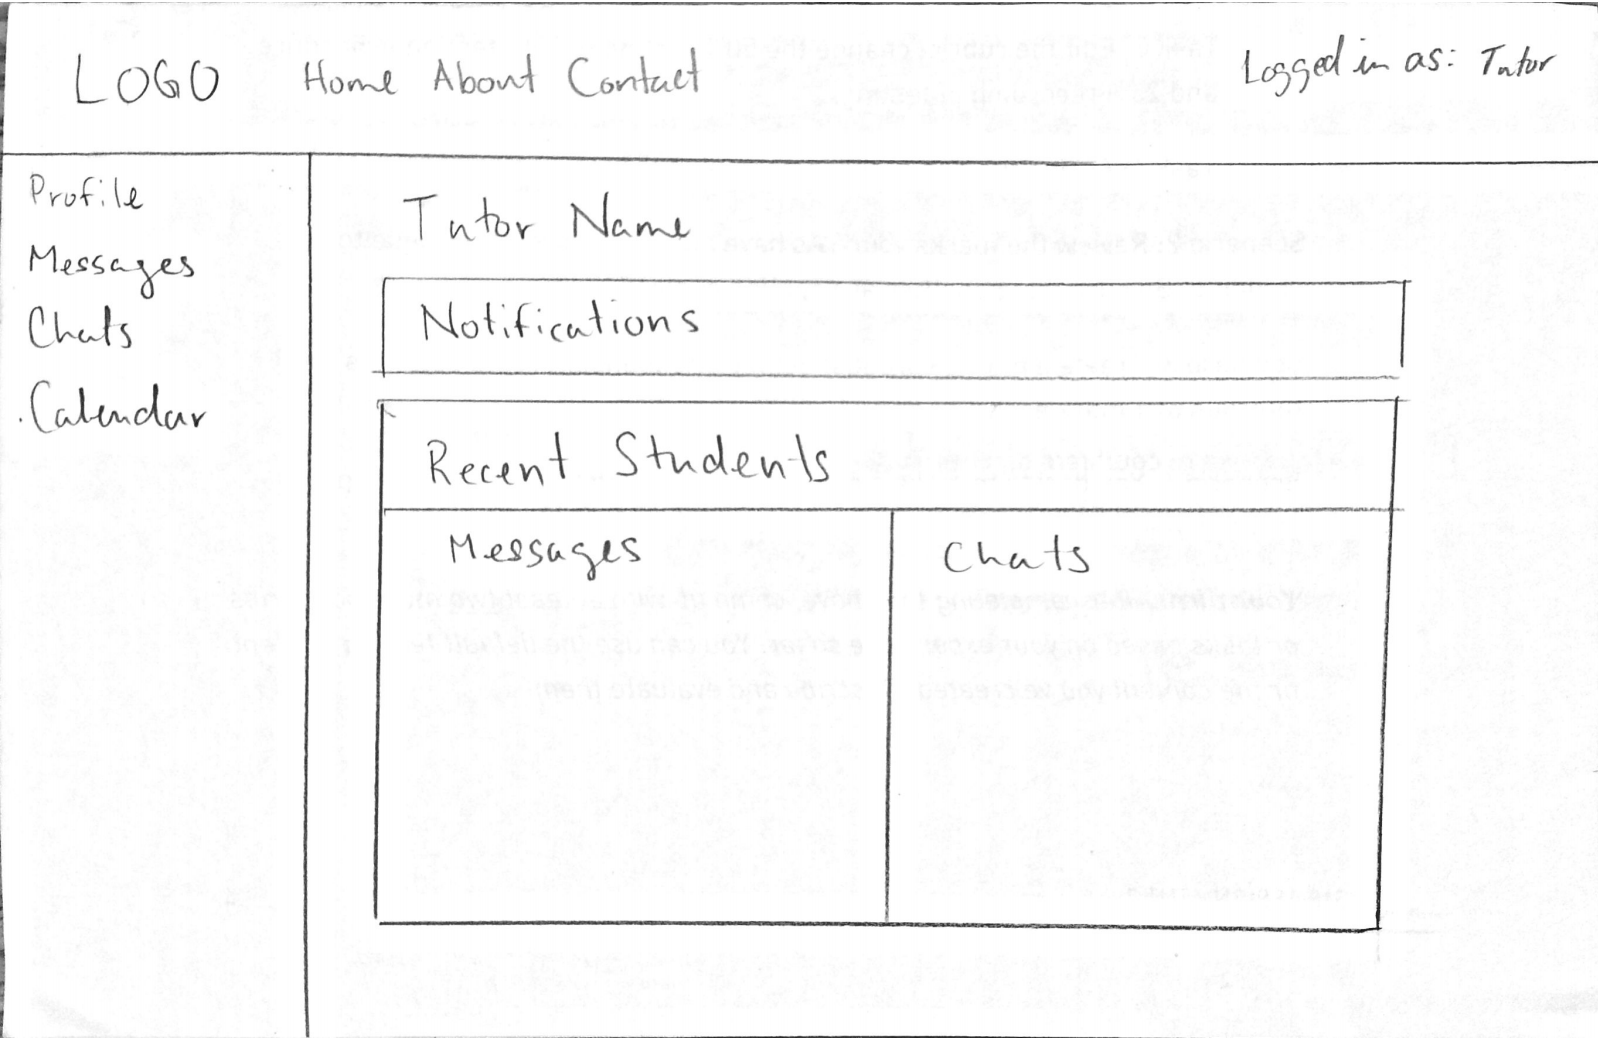 LOGO Home About Contact Logged in as: Tutor
Profile
Messages
Chats
Calendar
Tutor Name
Notifications
Recent Students
Messages Chats